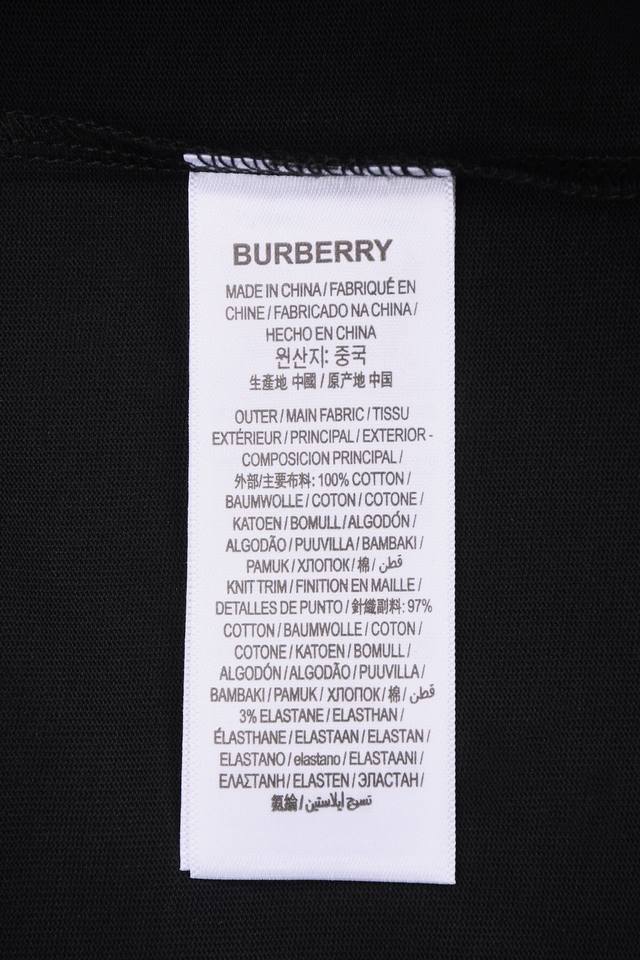 BURBERRY
MADE IN CHINA / FABRIQUÉ EN
CHINE / FABRICADO NA CHINA /
HECHO EN CHINA
원산지: 중국
生產地 中國 / 原产地 中国
OUTER / MAIN FABRIC / TISSU
EXTÉRIEUR / PRINCIPAL / EXTERIOR -
COMPOSICION PRINCIPAL /
外部/主要布料: 100% COTTON /
BAUMWOLLE / COTON / COTONE /
KATOEN / BOMULL / ALGODÓN /
ALGODÃO / PUUVILLA / BAMBAKI /
PAMUK / ХЛОПОК / 棉 / قطن
KNIT TRIM / FINITION EN MAILLE /
DETALLES DE PUNTO / 針織副料: 97%
COTTON / BAUMWOLLE / COTON /
COTONE / KATOEN / BOMULL /
ALGODÓN / ALGODÃO / PUUVILLA /
BAMBAKI / PAMUK / ХЛОПОК / 棉 / قطن
3% ELASTANE / ELASTHAN /
ÉLASTHANE / ELASTAAN / ELASTAN /
ELASTANO / elastano / ELASTAANI /
ΕΛΑΣΤΑΝΗ / ELASTEN / ЭЛАСТАН /
氨綸 / نسيج إيلاستين